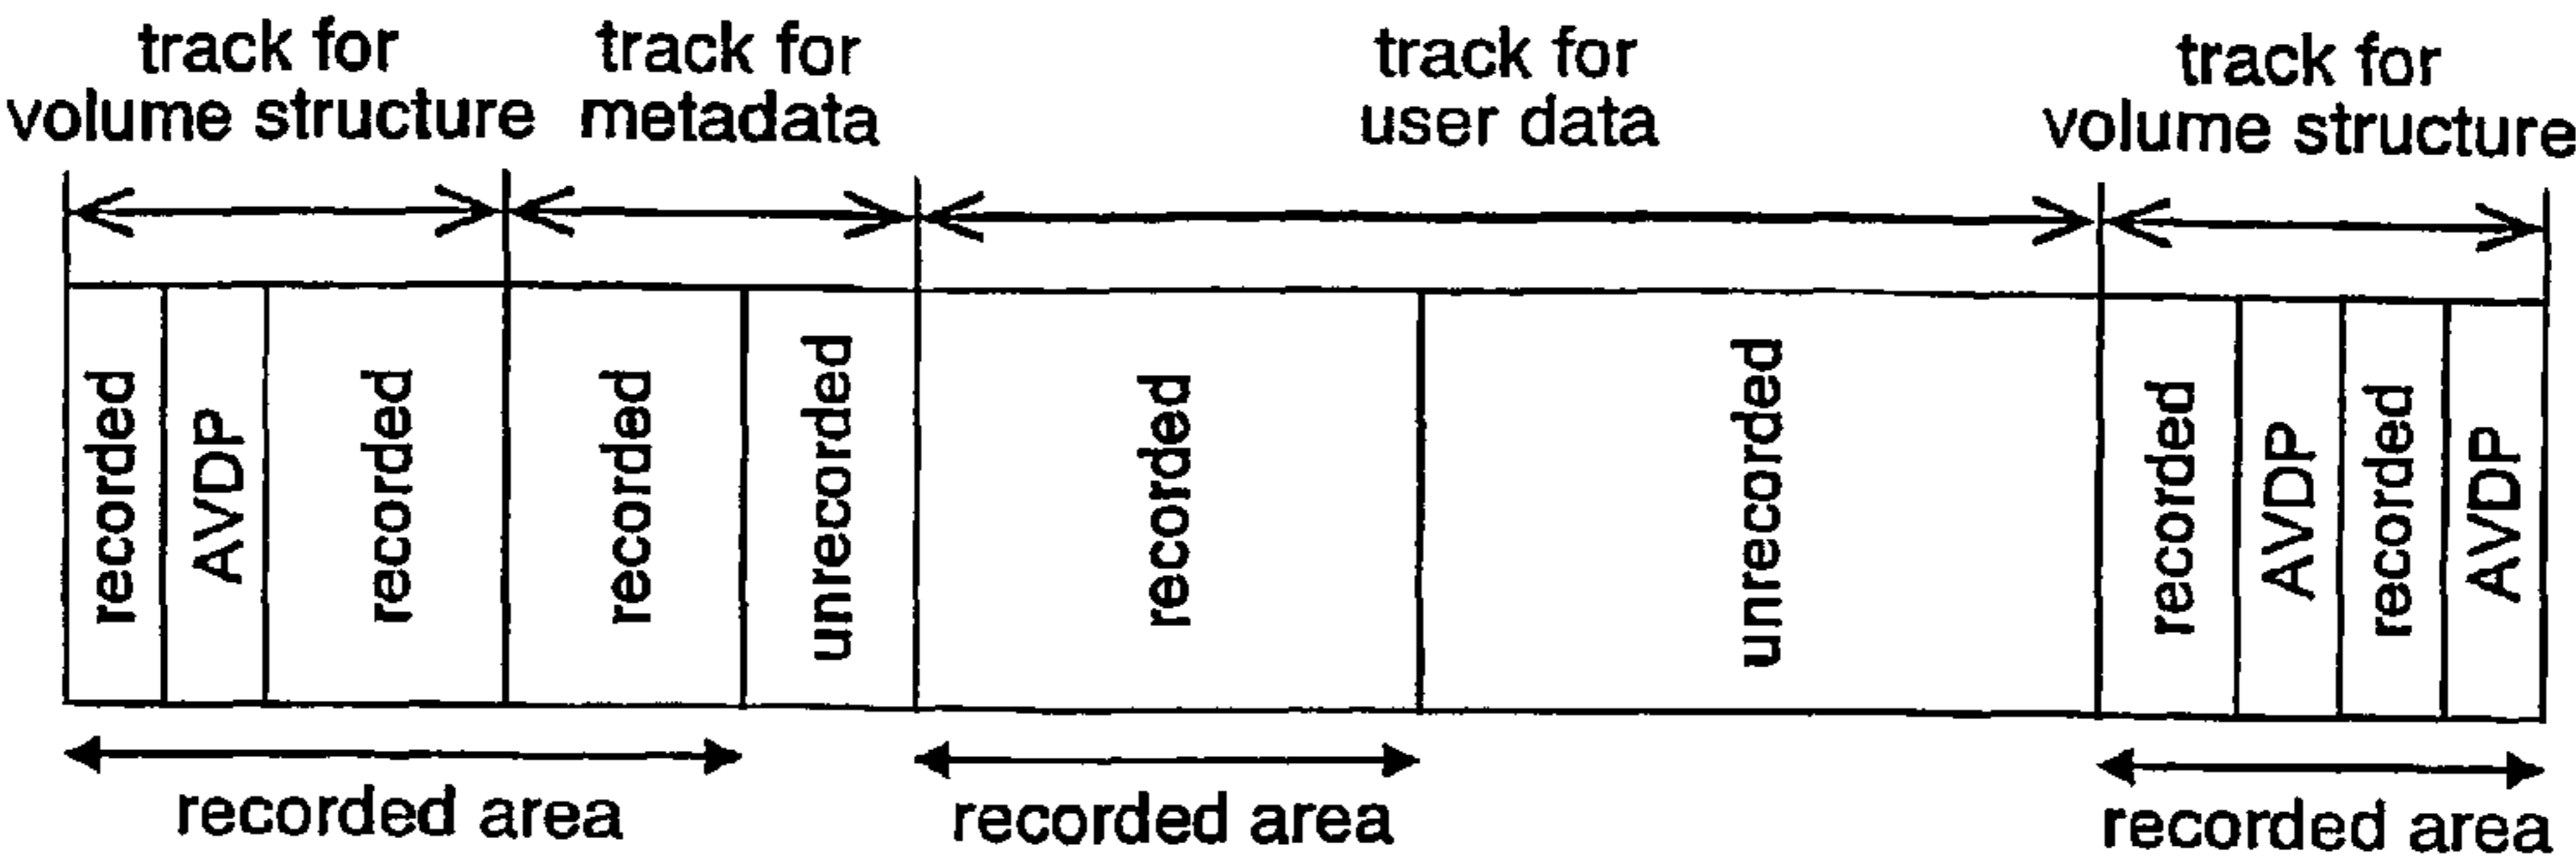 track for
volume structure
track for
metadata
track for
user data
track for
volume structure
recorded
AVDP
recorded
recorded
unrecorded
recorded
unrecorded
recorded
AVDP
recorded
AVDP
recorded area
recorded area
recorded area